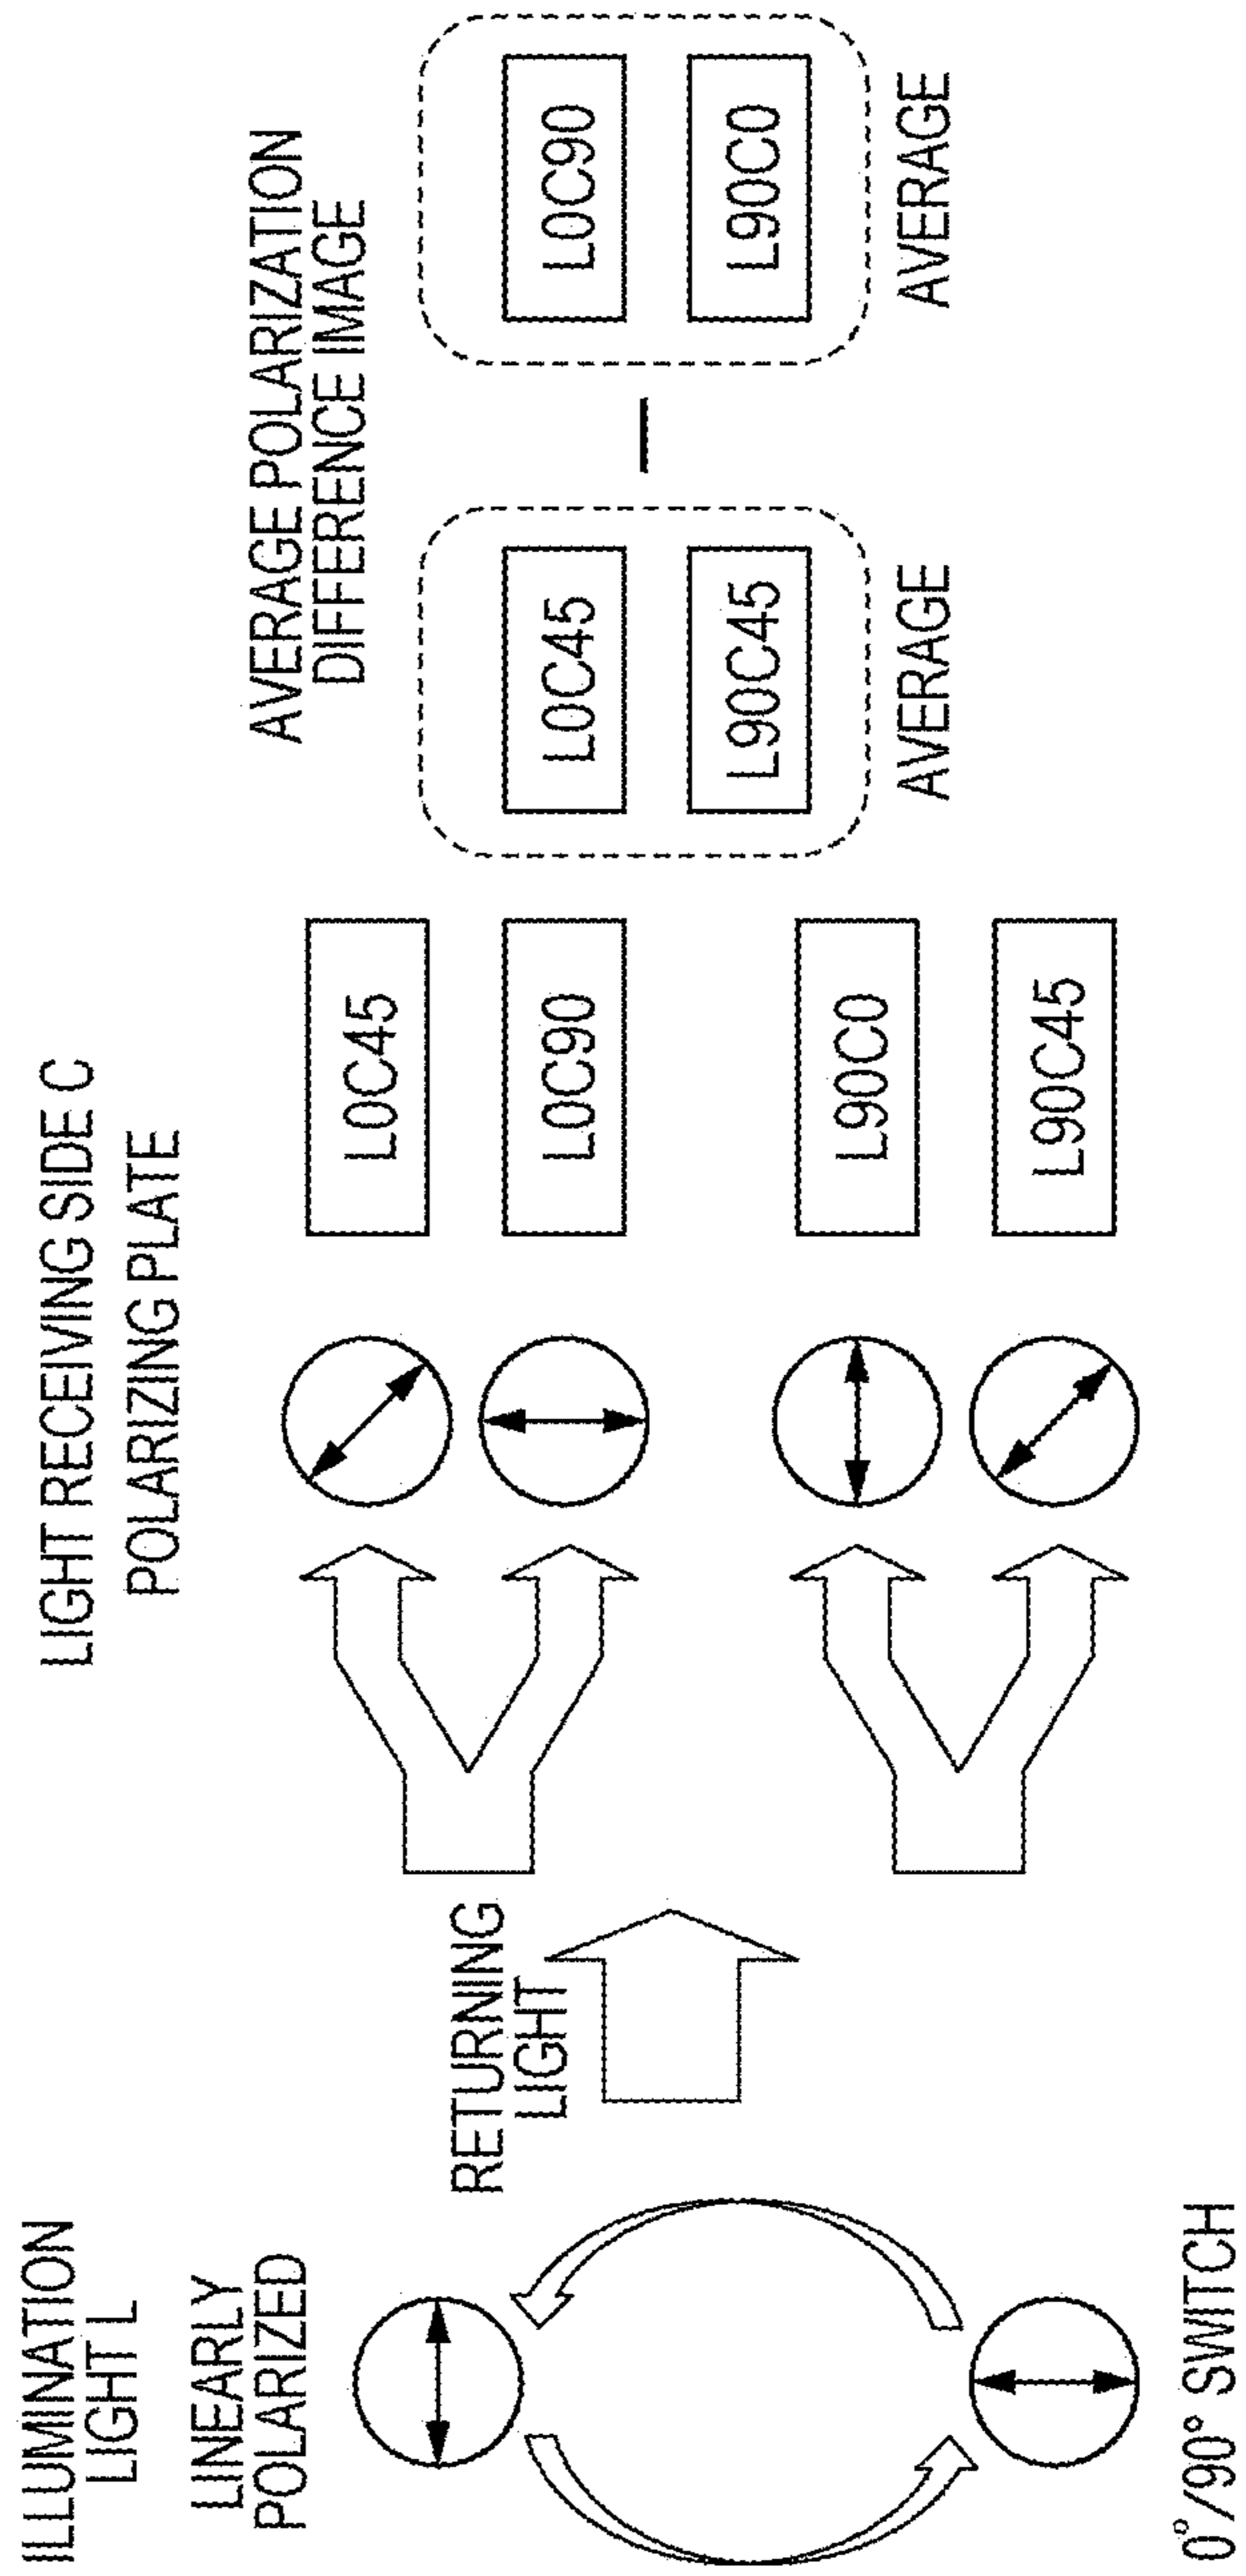 ILLUMINATION
LIGHT L
LINEARLY
POLARIZED
0°/90° SWITCH
RETURNING
LIGHT
LIGHT RECEIVING SIDE C
POLARIZING PLATE
L0C45
L0C90
L90C0
L90C45
AVERAGE POLARIZATION
DIFFERENCE IMAGE
L0C45
L90C45
AVERAGE
—
L0C90
L90C0
AVERAGE